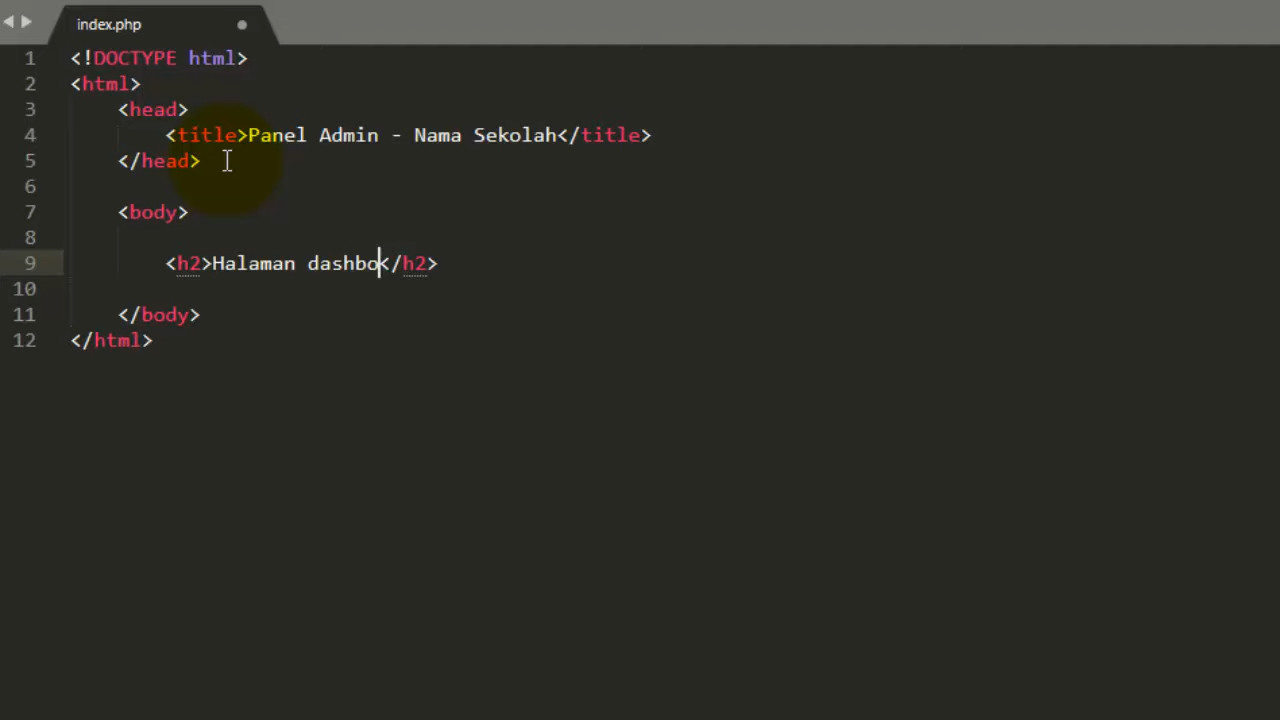 index.php
1 <!DOCTYPE html>
2 <html>
3 <head>
4 <title>Panel Admin - Nama Sekolah</title>
5 </head>
6
7 <body>
8
9 <h2>Halaman dashbo</h2>
10
11 </body>
12 </html>